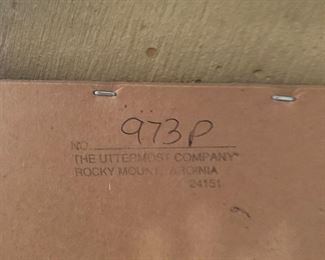 NO. 973P
THE UTTERMOST COMPANY
ROCKY MOUNT, VIRGINIA
24151